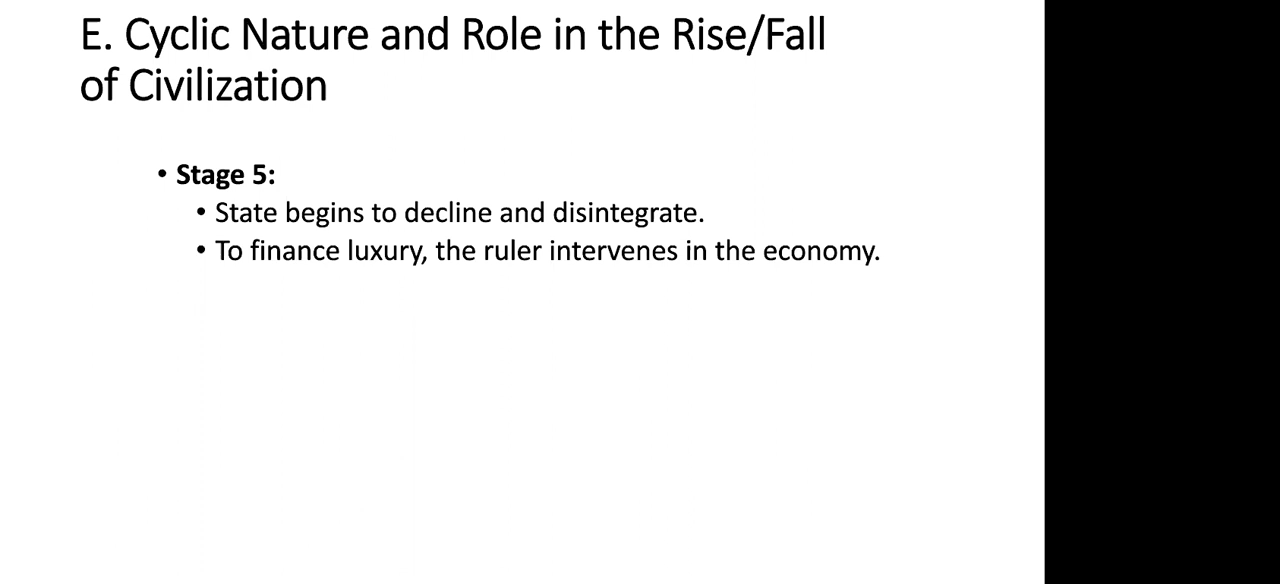 E. Cyclic Nature and Role in the Rise/Fall
of Civilization
• Stage 5:
• State begins to decline and disintegrate.
• To finance luxury, the ruler intervenes in the economy.